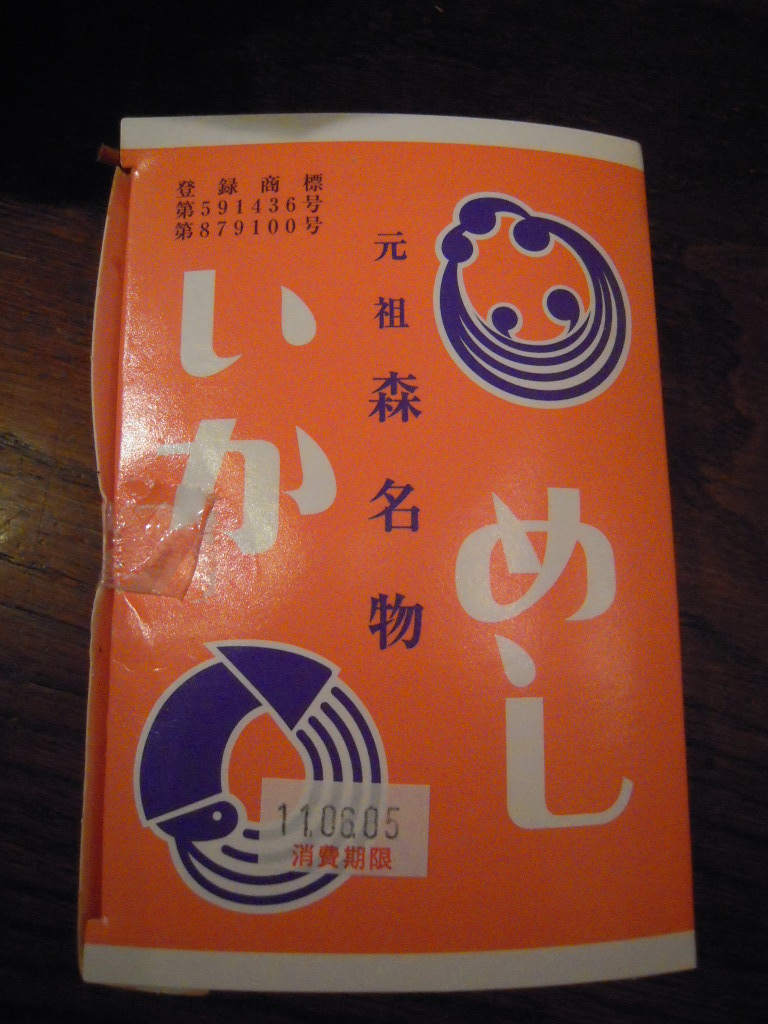 登録商標
第591436号
第879100号
元祖森名物
いか
めし
11.06.05
消費期限